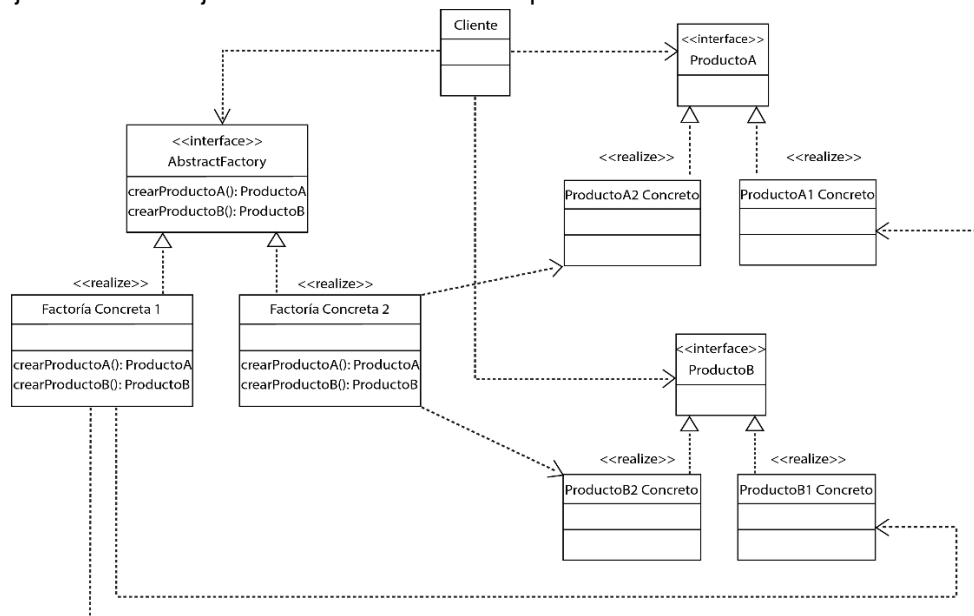 Cliente
<<interface>>
ProductoA
<<interface>>
AbstractFactory
crearProductoA(): ProductoA
crearProductoB(): ProductoB
<<realize>>
<<realize>>
ProductoA2 Concreto
ProductoA1 Concreto
<<realize>>
<<realize>>
Factoría Concreta 1
Factoría Concreta 2
crearProductoA(): ProductoA
crearProductoB(): ProductoB
crearProductoA(): ProductoA
crearProductoB(): ProductoB
<<interface>>
ProductoB
<<realize>>
<<realize>>
ProductoB2 Concreto
ProductoB1 Concreto